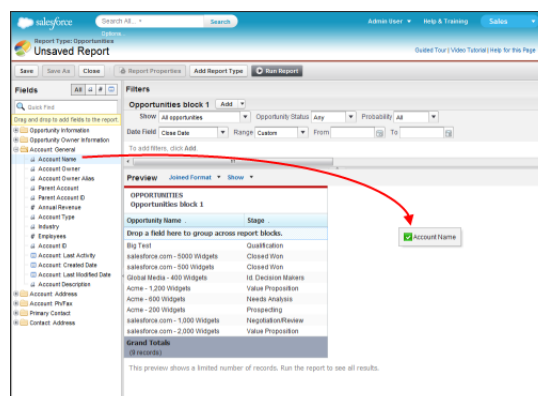 salesforce
Search All...
Search
Options...
Admin User
Help & Training
Sales
Report Type: Opportunities
Unsaved Report
Guided Tour | Video Tutorial | Help for this Page
Save
Save As
Close
Report Properties
Add Report Type
Run Report
Fields
All
#
Quick Find
Drag and drop to add fields to the report
Opportunity Information
Opportunity Owner Information
Account: General
Account Name
Account Owner
Account Owner Alias
Parent Account
Parent Account ID
# Annual Revenue
Account Type
Industry
# Employees
Account ID
Account: Last Activity
Account: Created Date
Account: Last Modified Date
Account Description
Account: Address
Account: Ph/Fax
Primary Contact
Contact: Address
Filters
Opportunities block 1 Add
Show All opportunities Opportunity Status Any Probability All
Date Field Close Date Range Custom From To
To add filters, click Add.
Preview Joined Format Show
OPPORTUNITIES
Opportunities block 1
Opportunity Name Stage
Drop a field here to group across report blocks.
Big Test Qualification
salesforce.com - 5000 Widgets Closed Won
salesforce.com - 500 Widgets Closed Won
Global Media - 400 Widgets Id. Decision Makers
Acme - 1,200 Widgets Value Proposition
Acme - 600 Widgets Needs Analysis
Acme - 200 Widgets Prospecting
salesforce.com - 1,000 Widgets Negotiation/Review
salesforce.com - 2,000 Widgets Value Proposition
Grand Totals
(9 records)
Account Name
This preview shows a limited number of records. Run the report to see all results.